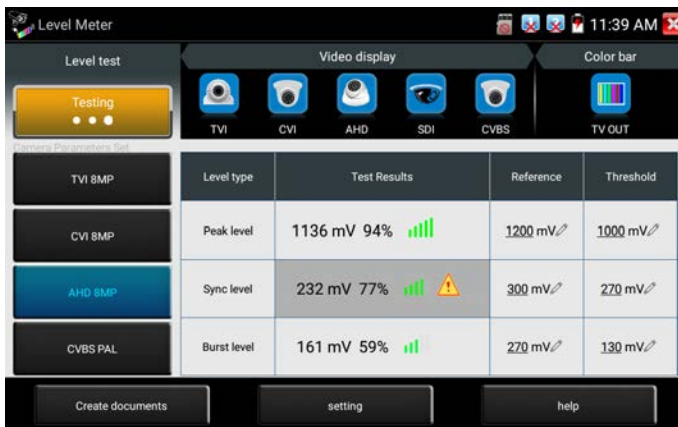 Level Meter
11:39 AM
Level test
Video display
Color bar
Testing
TVI
CVI
AHD
SDI
CVBS
TV OUT
Camera Parameters Set
TVI 8MP
CVI 8MP
AHD 8MP
CVBS PAL
Level type Test Results Reference Threshold
Peak level 1136 mV 94% 1200 mV 1000 mV
Sync level 232 mV 77% 300 mV 270 mV
Burst level 161 mV 59% 270 mV 130 mV
Create documents
setting
help